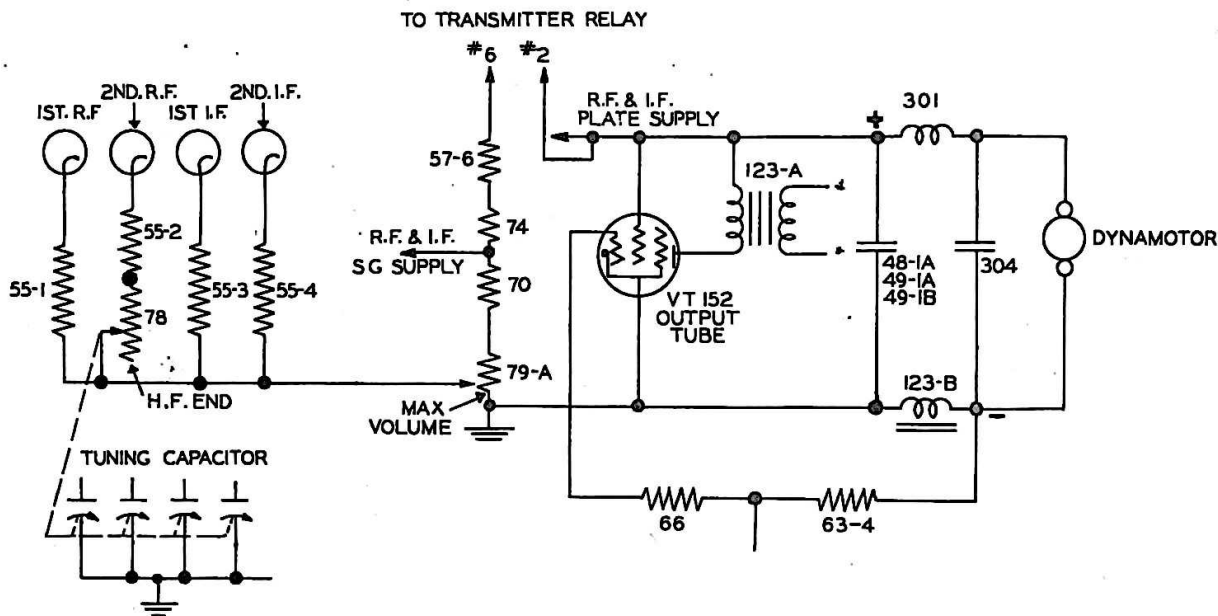 TO TRANSMITTER RELAY
#6 #2
1ST. R.F
2ND. R.F.
1ST I.F.
2ND. I.F.
R.F. & I.F.
PLATE SUPPLY
+
301
57-6
123-A
74
55-2
R.F. & I.F.
SG SUPPLY
DYNAMOTOR
55-1
55-3
55-4
70
48-1A
49-1A
49-1B
304
78
VT 152
OUTPUT
TUBE
79-A
123-B
H.F. END
MAX
VOLUME
-
TUNING CAPACITOR
66
63-4